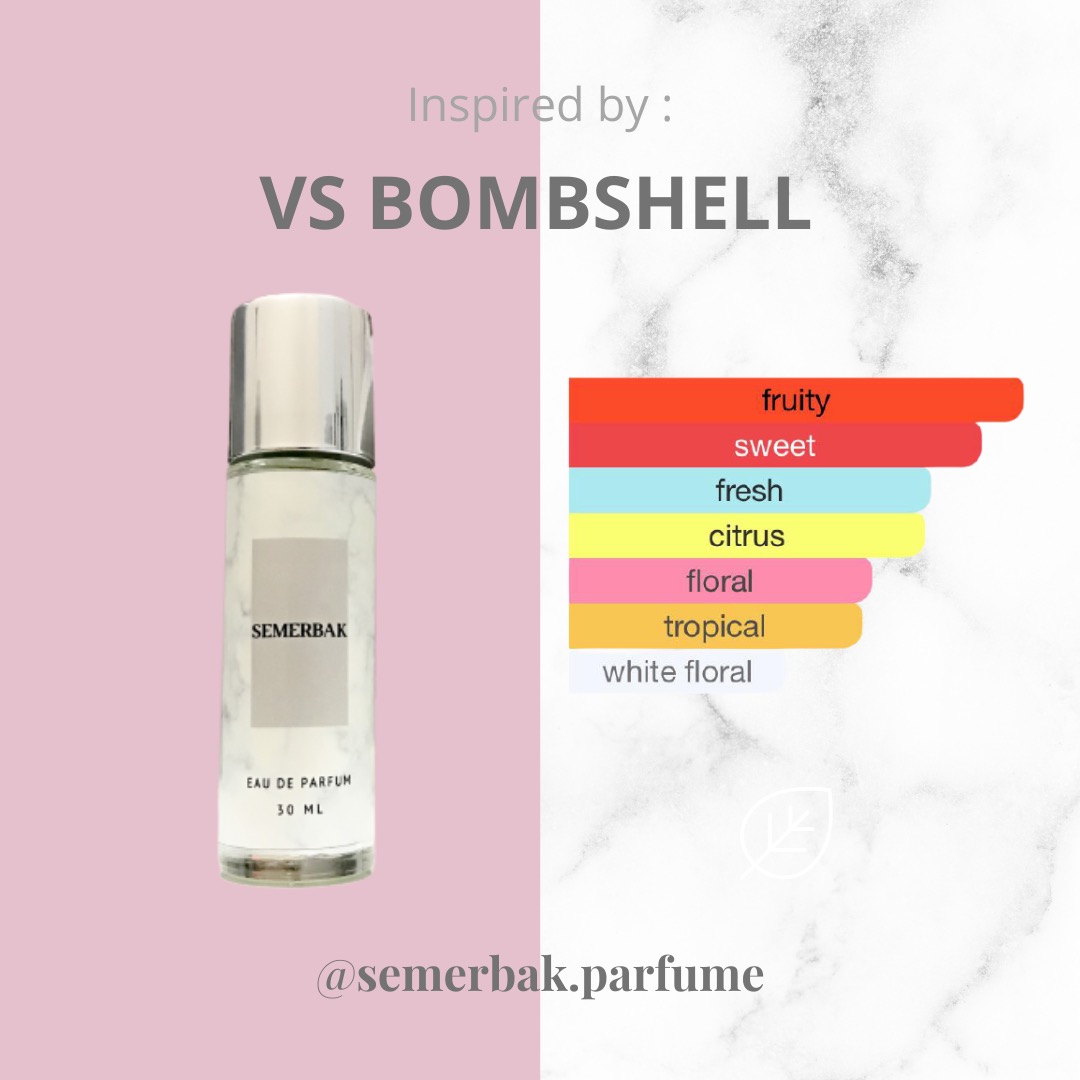 Inspired by :
VS BOMBSHELL
SEMERBAK
EAU DE PARFUM
30 ML
fruity
sweet
fresh
citrus
floral
tropical
white floral
@semerbak.parfume